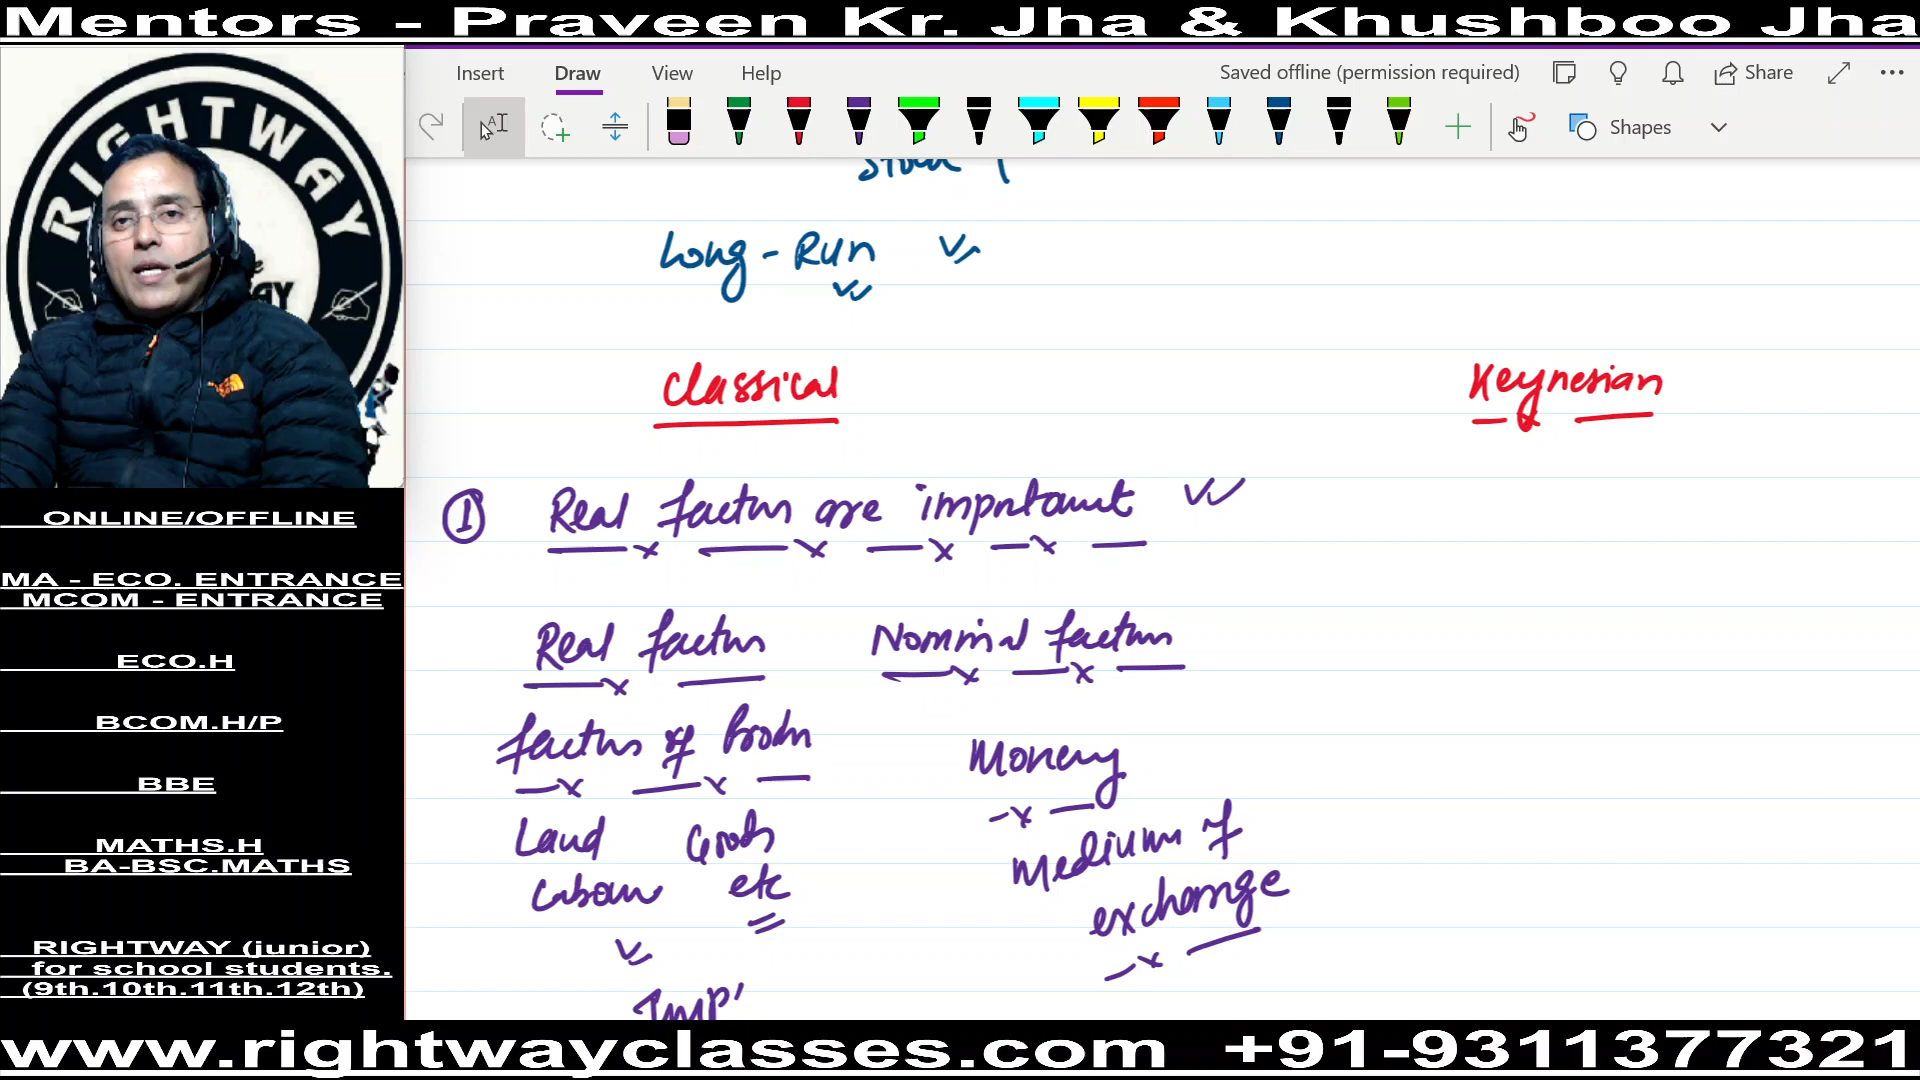 Mentors - Praveen Kr. Jha & Khushboo Jha
Insert Draw View Help
Saved offline (permission required)
Share
Shapes
RIGHTWAY
Long-Run
Classical
Keynesian
① Real factors are important
Real factors Nominal factors
factors of Prodn
Money
Land Goods
Medium of
Labour etc
exchange
Imp
ONLINE/OFFLINE
MA - ECO. ENTRANCE
MCOM - ENTRANCE
ECO.H
BCOM.H/P
BBE
MATHS.H
BA-BSC.MATHS
RIGHTWAY (junior)
for school students.
(9th.10th.11th.12th)
www.rightwayclasses.com +91-9311377321